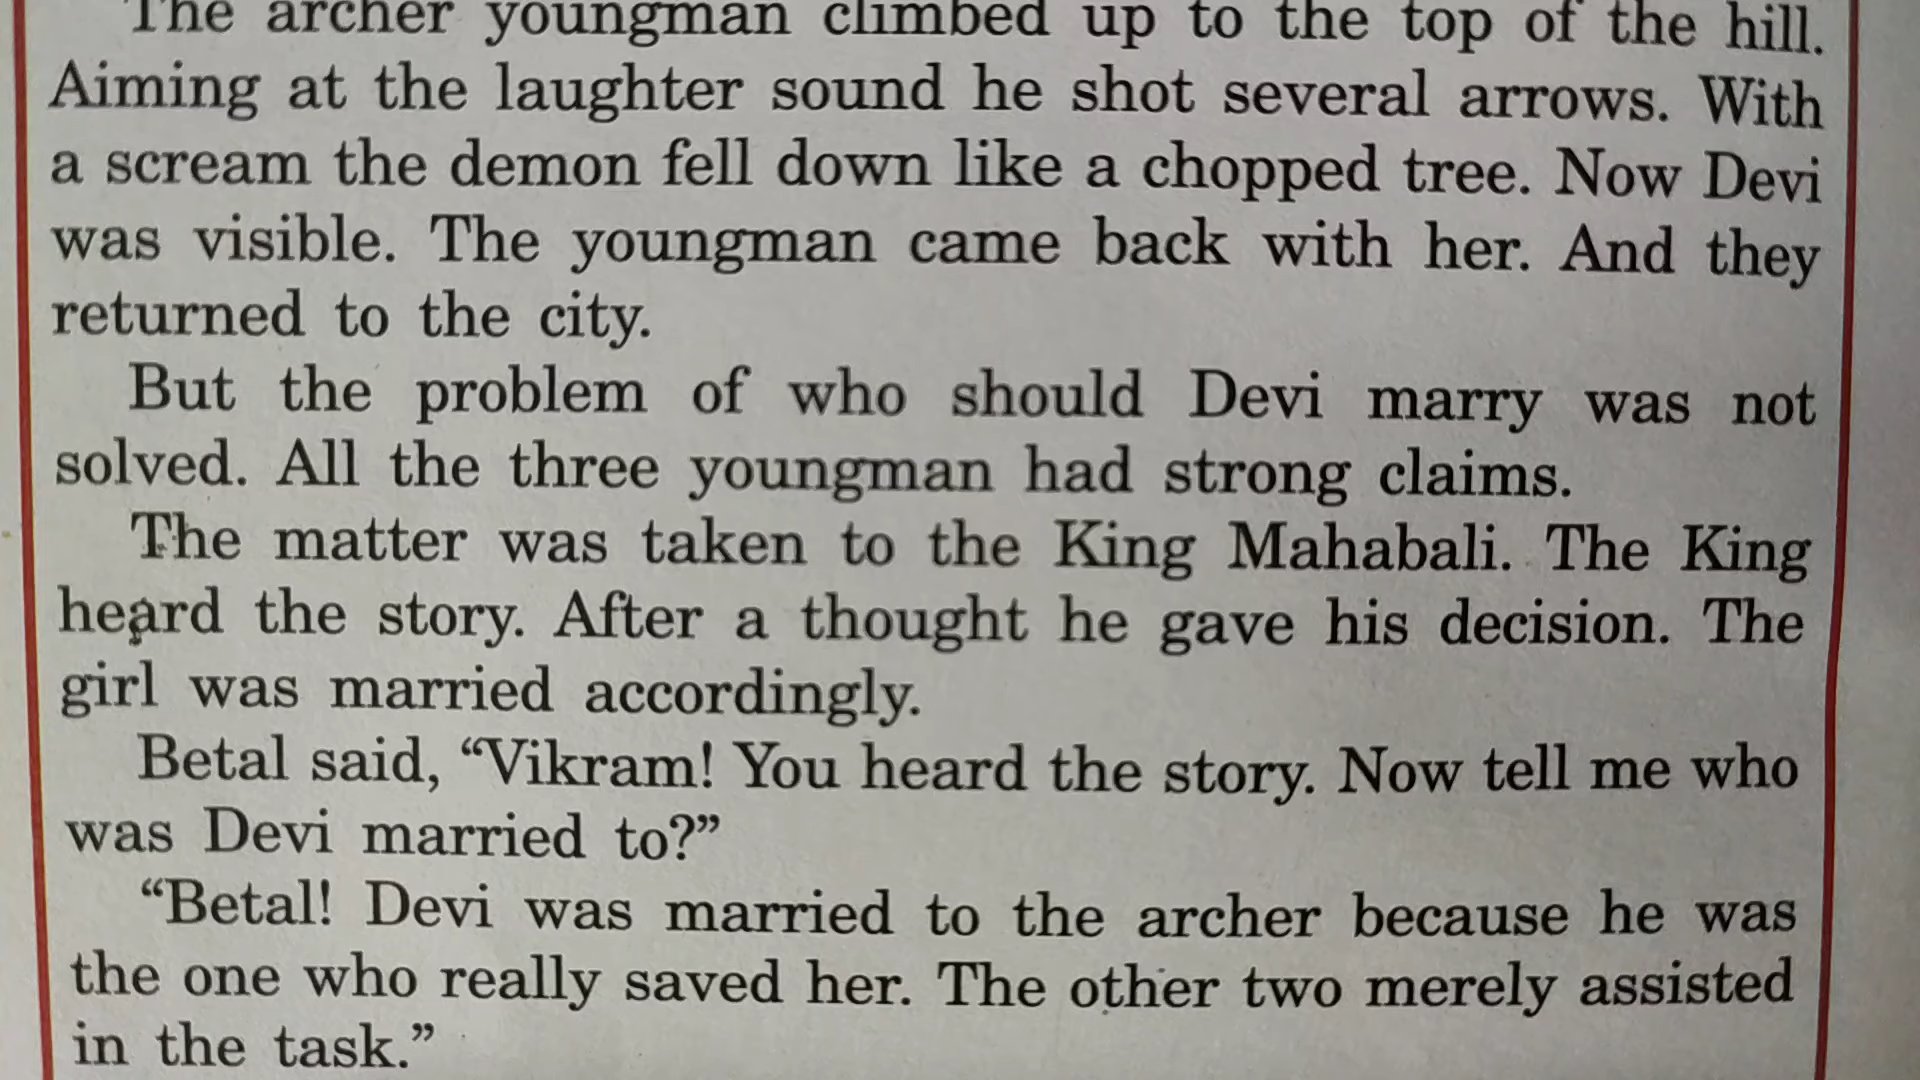 The archer youngman climbed up to the top of the hill.
Aiming at the laughter sound he shot several arrows. With
a scream the demon fell down like a chopped tree. Now Devi
was visible. The youngman came back with her. And they
returned to the city.
But the problem of who should Devi marry was not
solved. All the three youngman had strong claims.
The matter was taken to the King Mahabali. The King
heard the story. After a thought he gave his decision. The
girl was married accordingly.
Betal said, “Vikram! You heard the story. Now tell me who
was Devi married to?”
“Betal! Devi was married to the archer because he was
the one who really saved her. The other two merely assisted
in the task.”